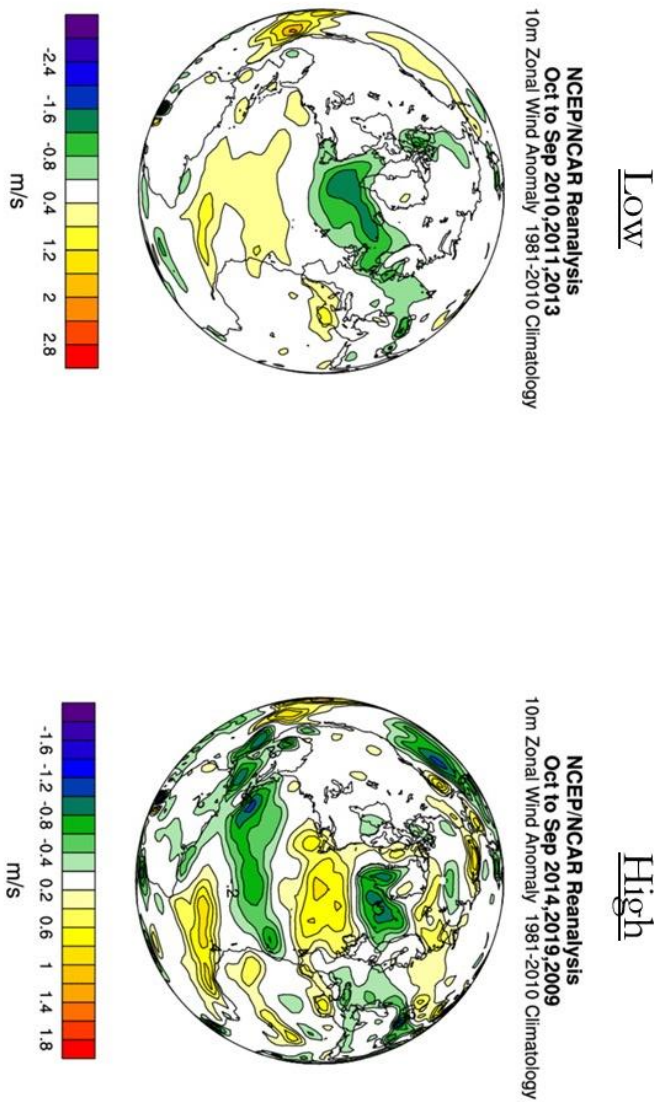 Low
NCEP/NCAR Reanalysis
Oct to Sep 2010,2011,2013
10m Zonal Wind Anomaly 1981-2010 Climatology
-2.4 -1.6 -0.8 0.4 1.2 2 2.8
m/s
High
NCEP/NCAR Reanalysis
Oct to Sep 2014,2019,2009
10m Zonal Wind Anomaly 1981-2010 Climatology
-1.6 -1.2 -0.8 -0.4 0.2 0.6 1 1.4 1.8
m/s